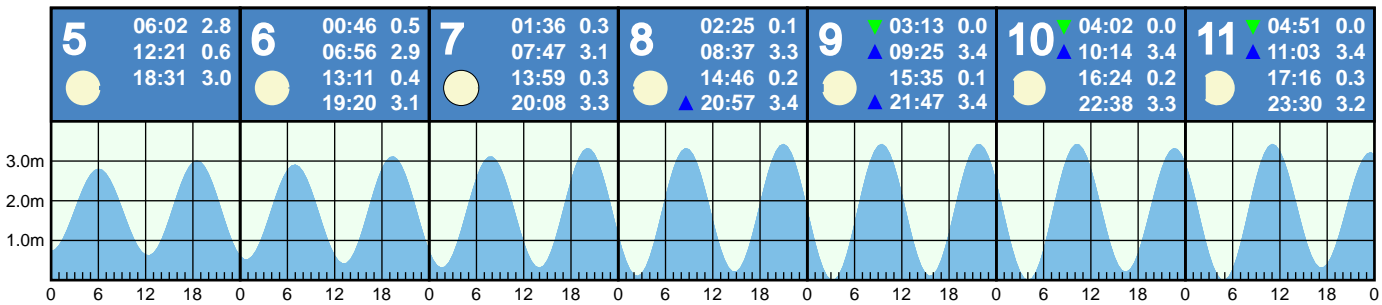 5
06:02 2.8
12:21 0.6
18:31 3.0
6
00:46 0.5
06:56 2.9
13:11 0.4
19:20 3.1
7
01:36 0.3
07:47 3.1
13:59 0.3
20:08 3.3
8
02:25 0.1
08:37 3.3
14:46 0.2
▲ 20:57 3.4
9
▼ 03:13 0.0
▲ 09:25 3.4
15:35 0.1
▲ 21:47 3.4
10
▼ 04:02 0.0
▲ 10:14 3.4
16:24 0.2
22:38 3.3
11
▼ 04:51 0.0
▲ 11:03 3.4
17:16 0.3
23:30 3.2
3.0m
2.0m
1.0m
0 6 12 18 0 6 12 18 0 6 12 18 0 6 12 18 0 6 12 18 0 6 12 18 0 6 12 18 0